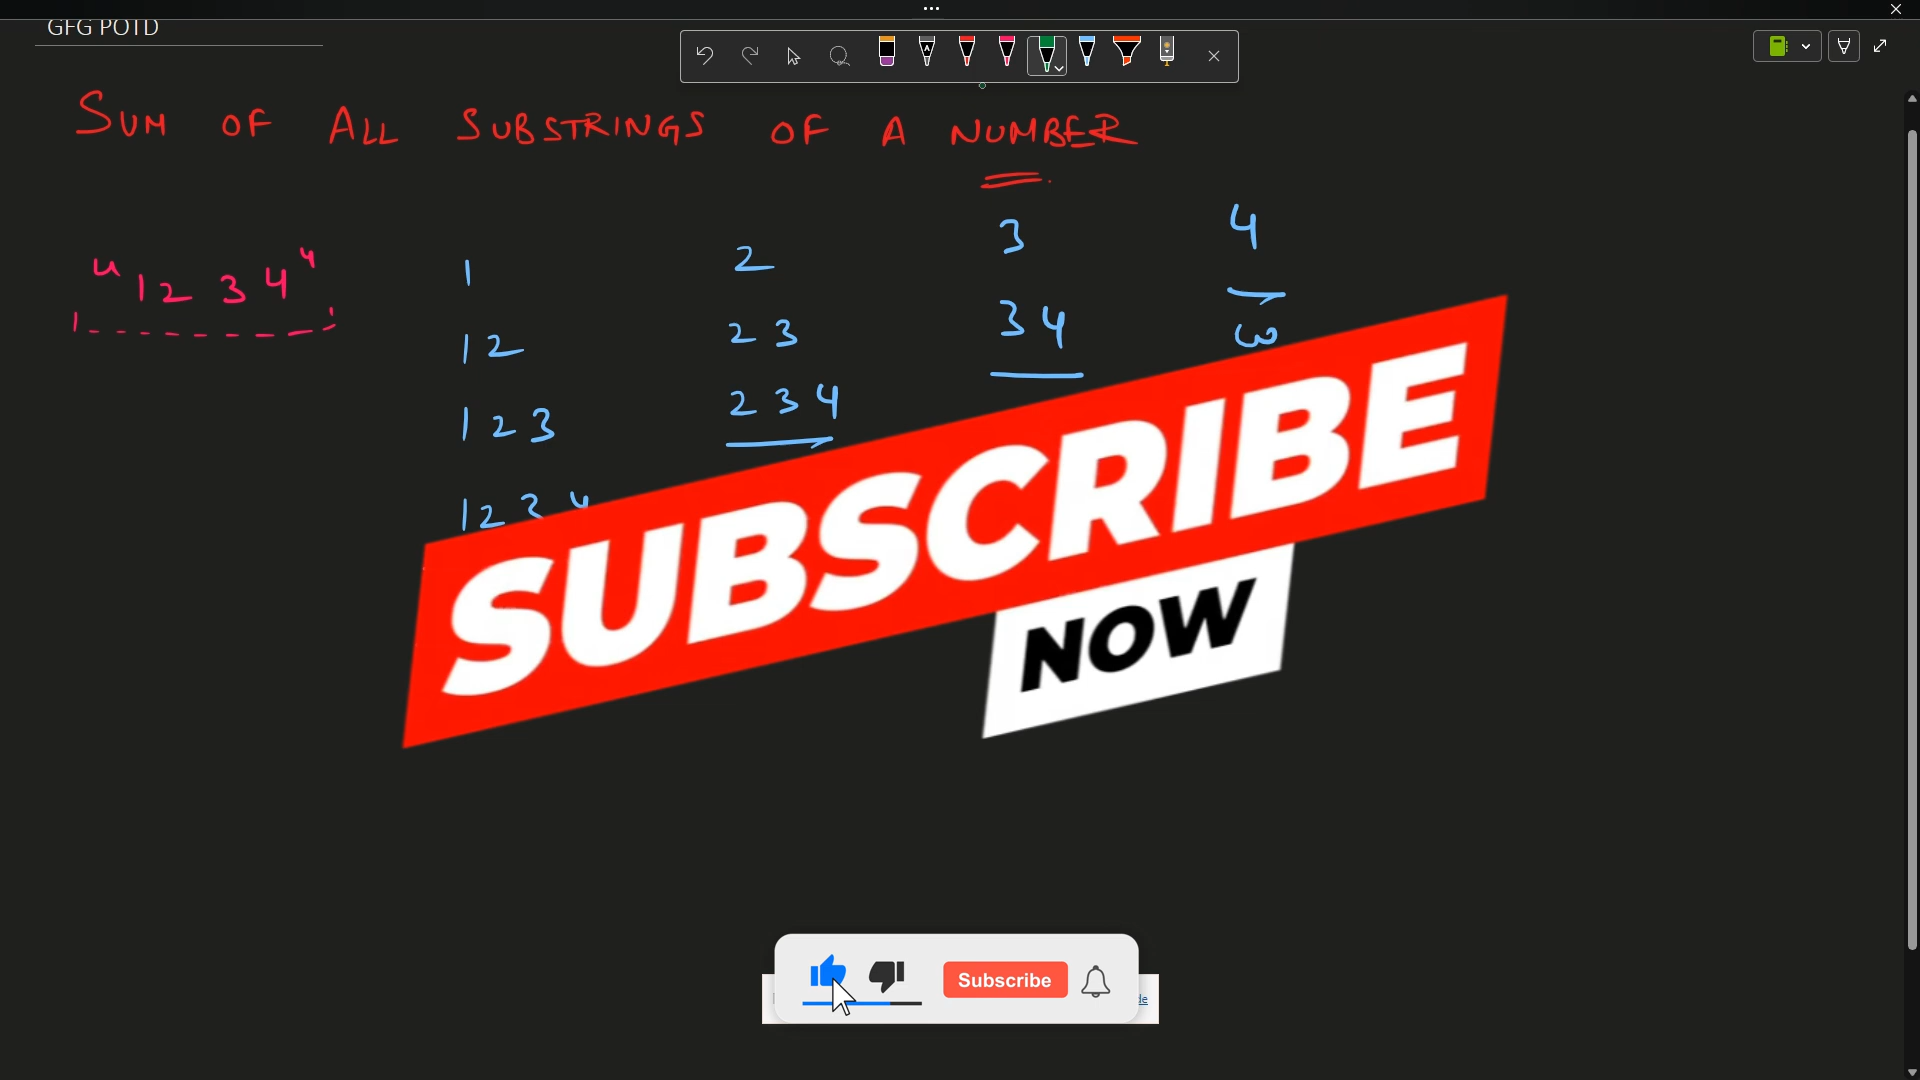 GFG POTD
SUM OF ALL SUBSTRINGS OF A NUMBER
"1234"
1 2 3 4
12 23 34
123 234
1234
SUBSCRIBE
NOW
Subscribe